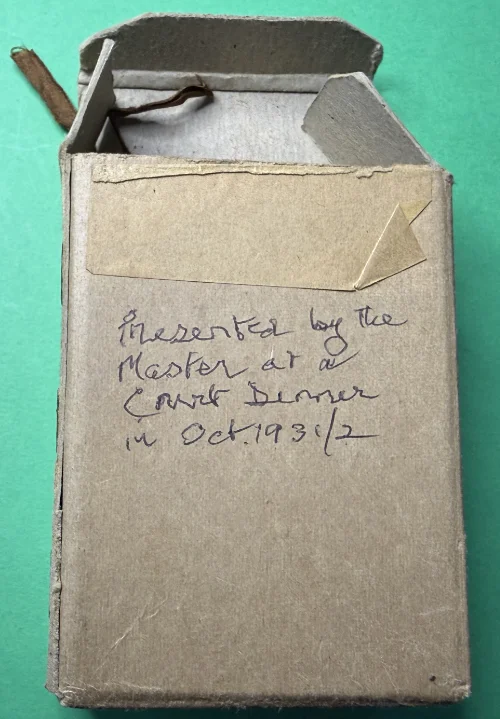 Presented by the
Master at a
Court Dinner
in Oct. 1931/2